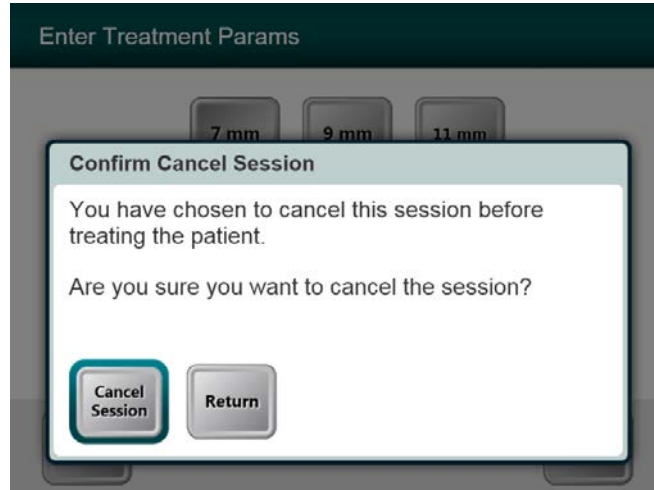 Enter Treatment Params
7 mm 9 mm 11 mm
Confirm Cancel Session
You have chosen to cancel this session before
treating the patient.
Are you sure you want to cancel the session?
Cancel
Session
Return